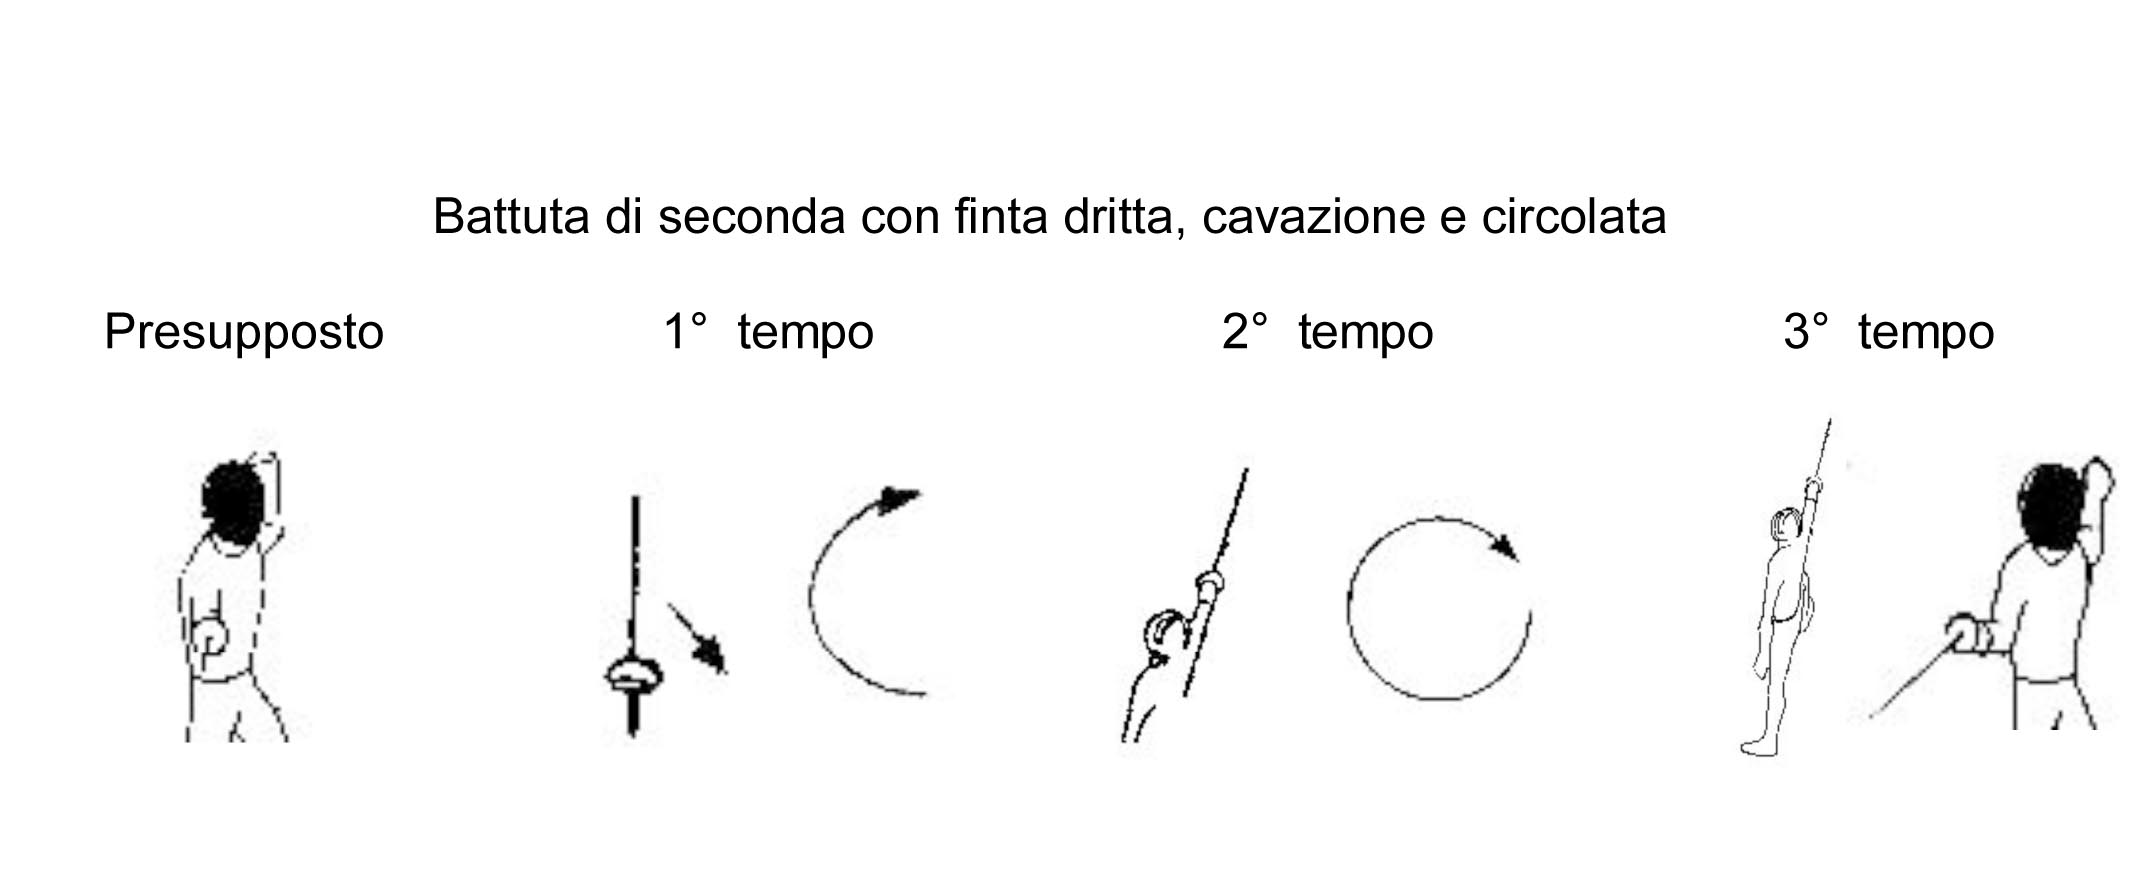 Battuta di seconda con finta dritta, cavazione e circolata
Presupposto 1° tempo 2° tempo 3° tempo